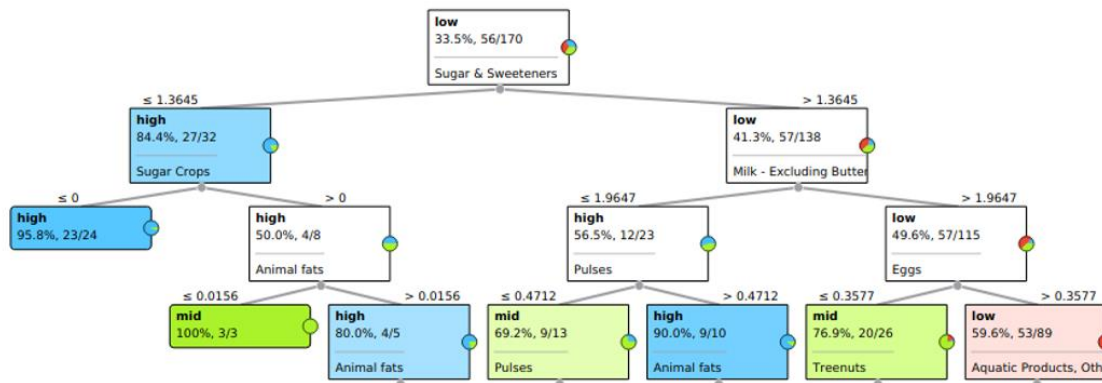 low
33.5%, 56/170
Sugar & Sweeteners
≤ 1.3645
> 1.3645
high
84.4%, 27/32
Sugar Crops
low
41.3%, 57/138
Milk - Excluding Butter
≤ 0
> 0
≤ 1.9647
> 1.9647
high
95.8%, 23/24
high
50.0%, 4/8
Animal fats
high
56.5%, 12/23
Pulses
low
49.6%, 57/115
Eggs
≤ 0.0156
> 0.0156
≤ 0.4712
> 0.4712
≤ 0.3577
> 0.3577
mid
100%, 3/3
high
80.0%, 4/5
Animal fats
mid
69.2%, 9/13
Pulses
high
90.0%, 9/10
Animal fats
mid
76.9%, 20/26
Treenuts
low
59.6%, 53/89
Aquatic Products, Oth